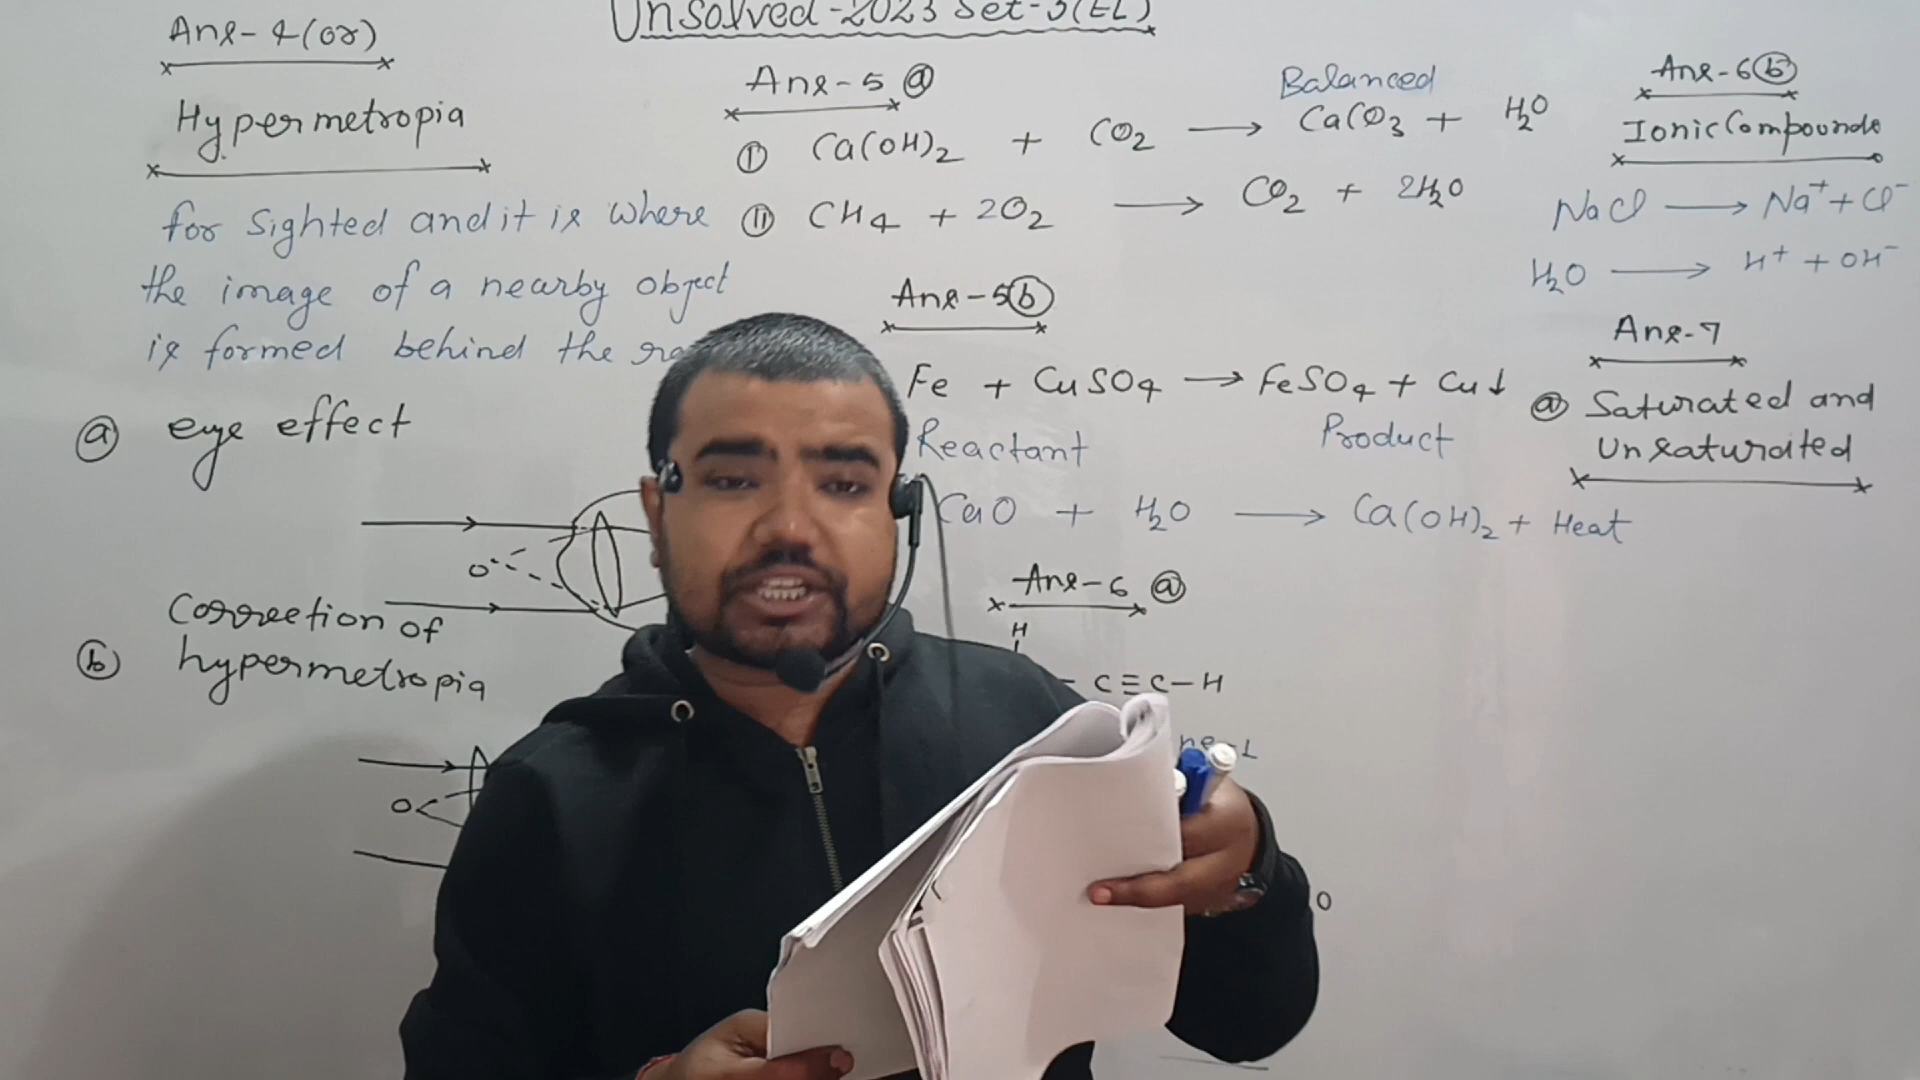 Unsolved-2023 Set-3(EL)
Ans-4(or)
Hypermetropia
for sighted and it is where
the image of a nearby object
is formed behind the
ⓐ eye effect
O
Correction of
ⓑ hypermetropia
O
Ans-5 ⓐ
Balanced
Ⓘ Ca(OH)₂ + CO₂ → CaCO₃ + H₂O
Ⓘⓘ CH₄ + 2O₂ → CO₂ + 2H₂O
Ans-5ⓑ
Fe + CuSO₄ → FeSO₄ + Cu↓
Reactant Product
CaO + H₂O → Ca(OH)₂ + Heat
Ans-6 ⓐ
H
C≡C-H
O
Ans-6ⓑ
Ionic Compounds
NaCl → Na⁺ + Cl⁻
H₂O → H⁺ + OH⁻
Ans-7
ⓐ Saturated and
Unsaturated